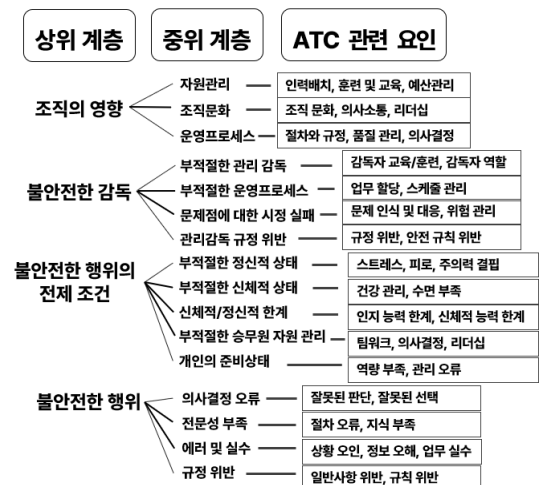 상위 계층 중위 계층 ATC 관련 요인
조직의 영향
자원관리 인력배치, 훈련 및 교육, 예산관리
조직문화 조직 문화, 의사소통, 리더십
운영프로세스 절차와 규정, 품질 관리, 의사결정
불안전한 감독
부적절한 관리 감독 감독자 교육/훈련, 감독자 역할
부적절한 운영프로세스 업무 할당, 스케줄 관리
문제점에 대한 시정 실패 문제 인식 및 대응, 위험 관리
관리감독 규정 위반 규정 위반, 안전 규칙 위반
불안전한 행위의
전제 조건
부적절한 정신적 상태 스트레스, 피로, 주의력 결핍
부적절한 신체적 상태 건강 관리, 수면 부족
신체적/정신적 한계 인지 능력 한계, 신체적 능력 한계
부적절한 승무원 자원 관리 팀워크, 의사결정, 리더십
개인의 준비상태 역량 부족, 관리 오류
불안전한 행위
의사결정 오류 잘못된 판단, 잘못된 선택
전문성 부족 절차 오류, 지식 부족
에러 및 실수 상황 오인, 정보 오해, 업무 실수
규정 위반 일반사항 위반, 규칙 위반